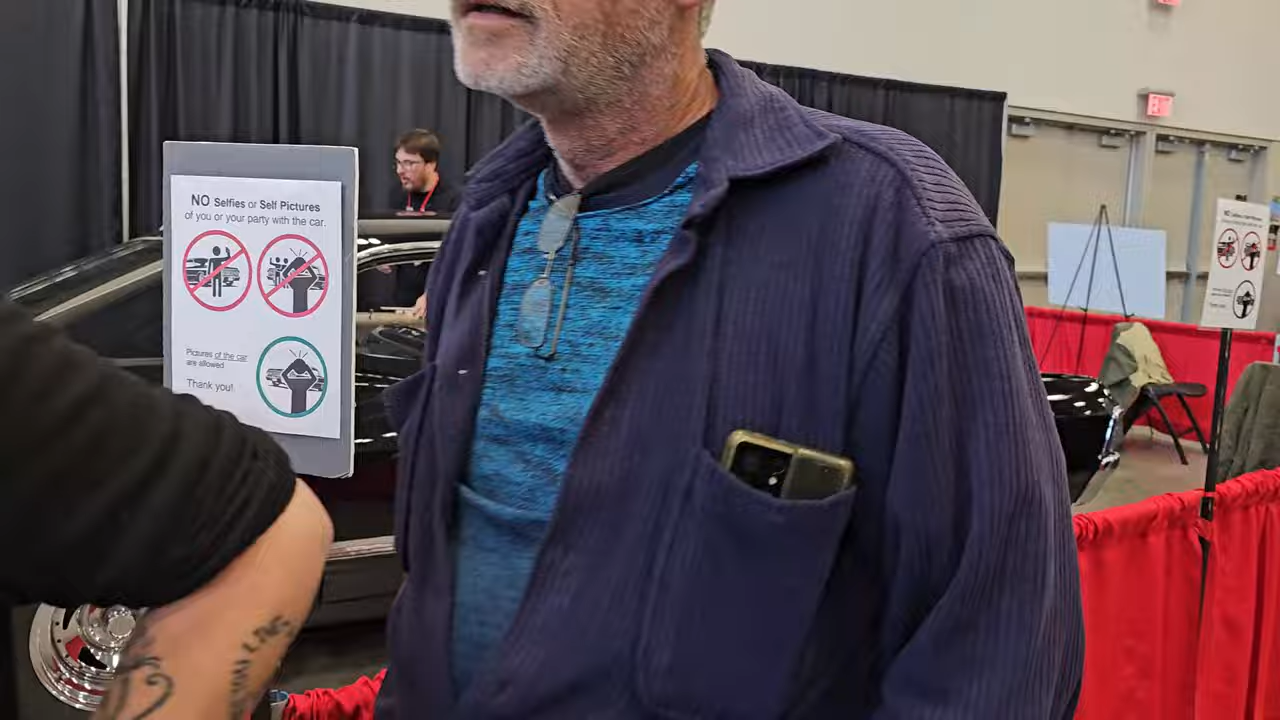 NO Selfies or Self Pictures
of you or your party with the car.
Pictures of the car
are allowed
Thank you!
EXIT